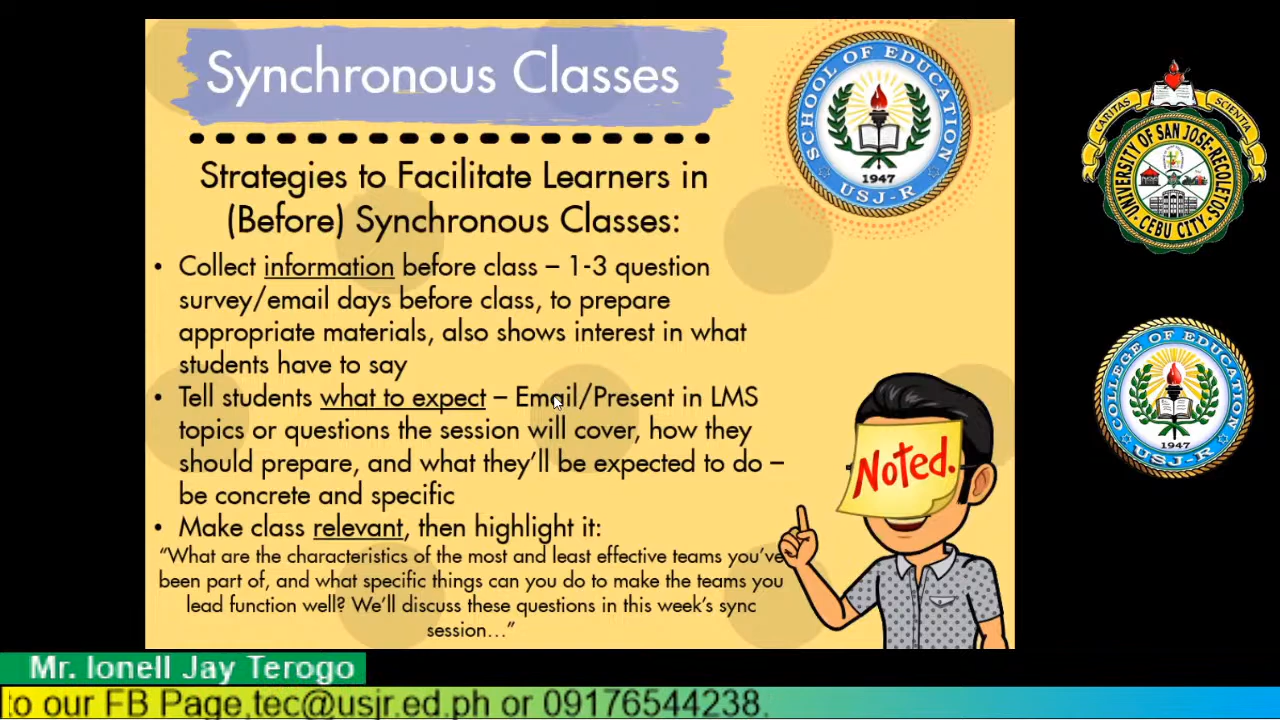 Synchronous Classes
Strategies to Facilitate Learners in
(Before) Synchronous Classes:
• Collect information before class – 1-3 question
survey/email days before class, to prepare
appropriate materials, also shows interest in what
students have to say
• Tell students what to expect – Email/Present in LMS
topics or questions the session will cover, how they
should prepare, and what they'll be expected to do –
be concrete and specific
• Make class relevant, then highlight it:
"What are the characteristics of the most and least effective teams you've
been part of, and what specific things can you do to make the teams you
lead function well? We'll discuss these questions in this week's sync
session..."
SCHOOL OF EDUCATION
1947
USJ-R
Noted.
CARITAS SCIENTIA
UNIVERSITY OF SAN JOSE-RECOLETOS
CEBU CITY
COLLEGE OF EDUCATION
1947
USJ-R
Mr. Ionell Jay Terogo
to our FB Page,tec@usjr.ed.ph or 09176544238.